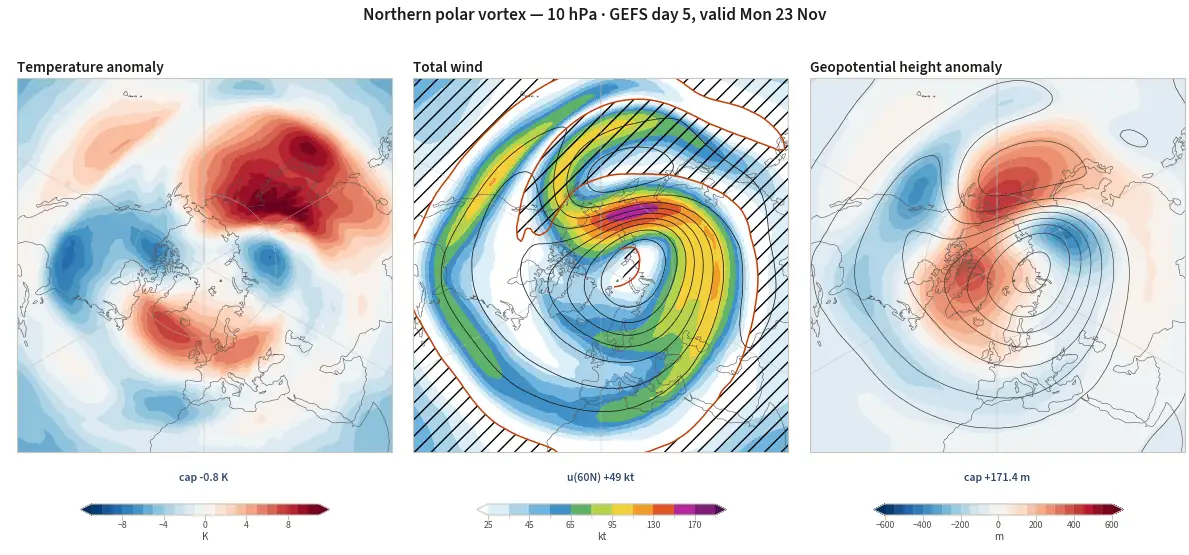 Northern polar vortex — 10 hPa · GEFS day 5, valid Mon 23 Nov
Temperature anomaly
Total wind
Geopotential height anomaly
cap -0.8 K
u(60N) +49 kt
cap +171.4 m
−8 −4 0 4 8
K
25 45 65 95 130 170
kt
−600 −400 −200 0 200 400 600
m